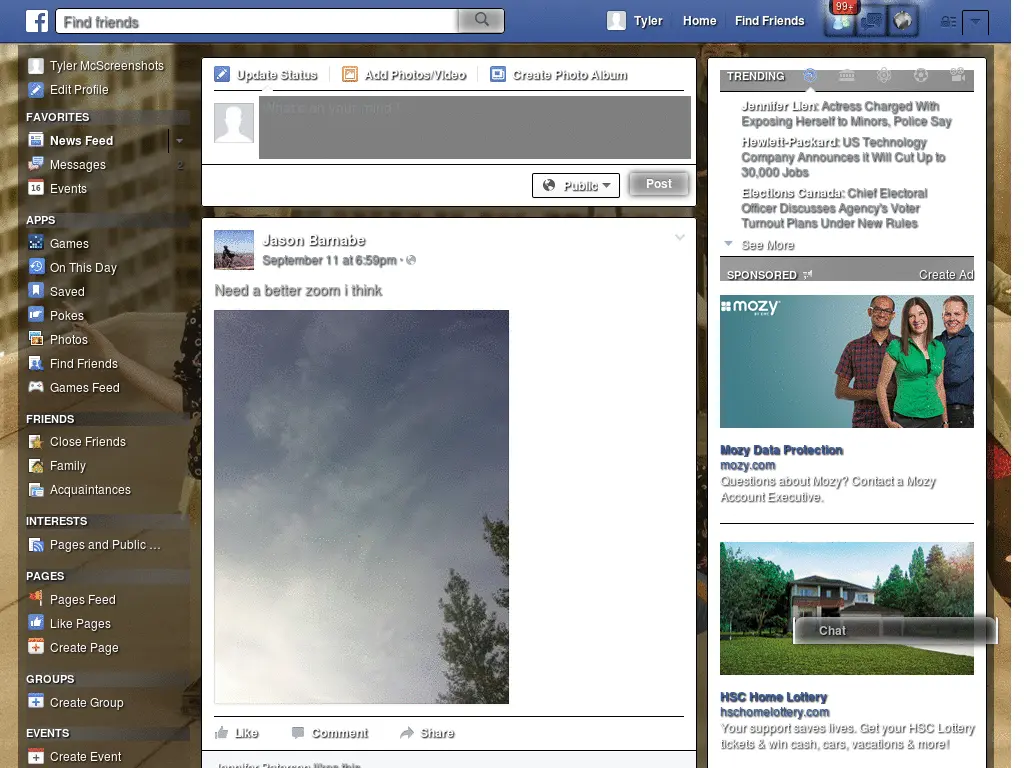 Find friends
Tyler
Home
Find Friends
99+
Tyler McScreenshots
Edit Profile
FAVORITES
News Feed
Messages
2
16
Events
APPS
Games
On This Day
Saved
Pokes
Photos
Find Friends
Games Feed
FRIENDS
Close Friends
Family
Acquaintances
INTERESTS
Pages and Public ...
PAGES
Pages Feed
Like Pages
Create Page
GROUPS
Create Group
EVENTS
Create Event
Update Status
Add Photos/Video
Create Photo Album
What's on your mind?
Public
Post
Jason Barnabe
September 11 at 6:59pm ·
Need a better zoom i think
Like
Comment
Share
Jennifer Peterson likes this.
TRENDING
Jennifer Lien: Actress Charged With
Exposing Herself to Minors, Police Say
Hewlett-Packard: US Technology
Company Announces it Will Cut Up to
30,000 Jobs
Elections Canada: Chief Electoral
Officer Discusses Agency's Voter
Turnout Plans Under New Rules
See More
SPONSORED
Create Ad
mozy
Mozy Data Protection
mozy.com
Questions about Mozy? Contact a Mozy
Account Executive.
Chat
HSC Home Lottery
hschomelottery.com
Your support saves lives. Get your HSC Lottery
tickets & win cash, cars, vacations & more!